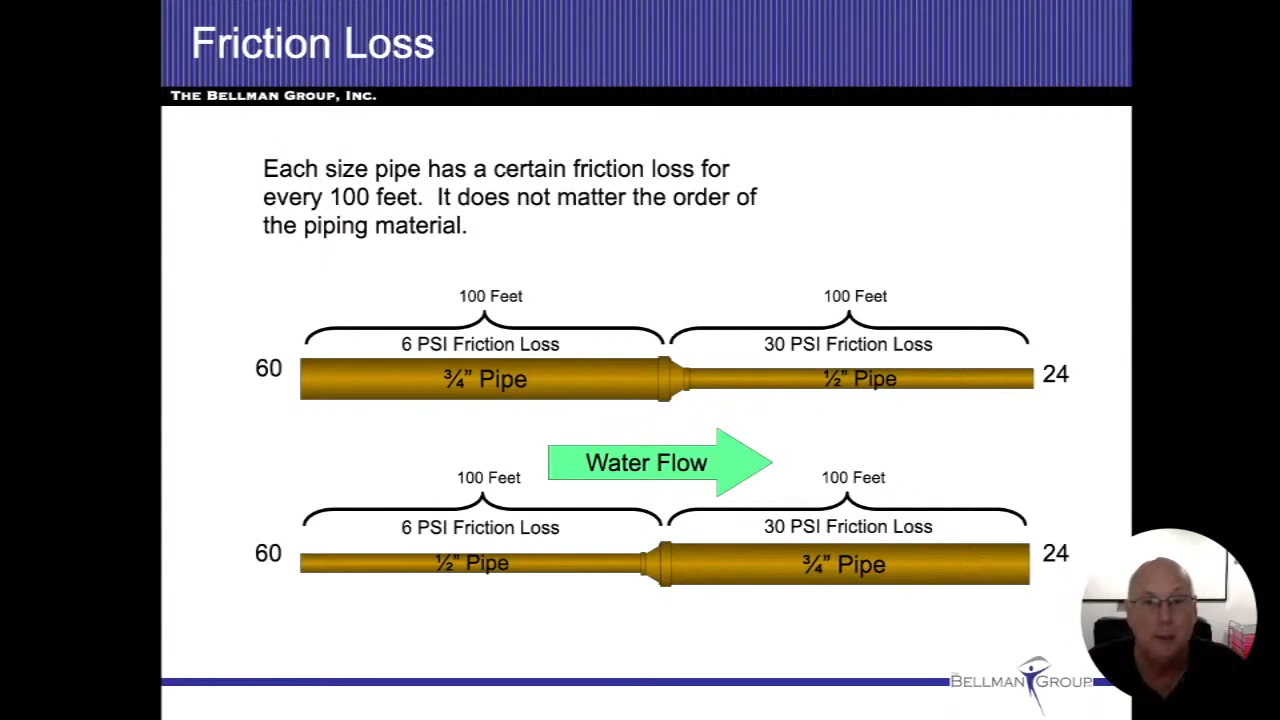 Friction Loss
THE BELLMAN GROUP, INC.
Each size pipe has a certain friction loss for
every 100 feet.  It does not matter the order of
the piping material.
100 Feet
100 Feet
6 PSI Friction Loss
30 PSI Friction Loss
60
¾” Pipe
½” Pipe
24
Water Flow
100 Feet
100 Feet
6 PSI Friction Loss
30 PSI Friction Loss
60
½” Pipe
¾” Pipe
24
THE BELLMAN GROUP